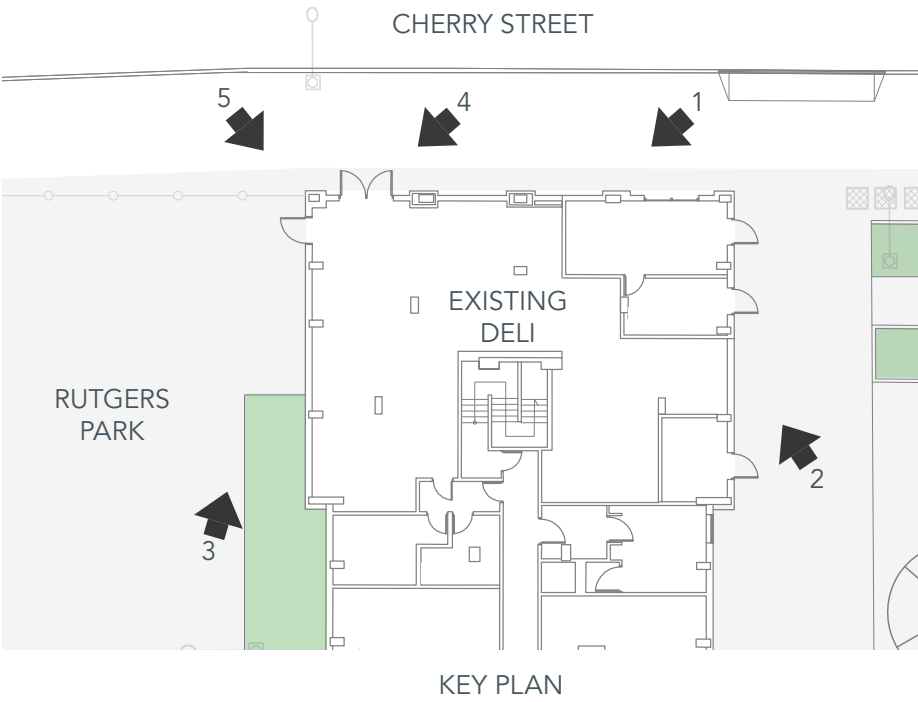 CHERRY STREET
5
4
1
EXISTING
DELI
RUTGERS
PARK
2
3
KEY PLAN